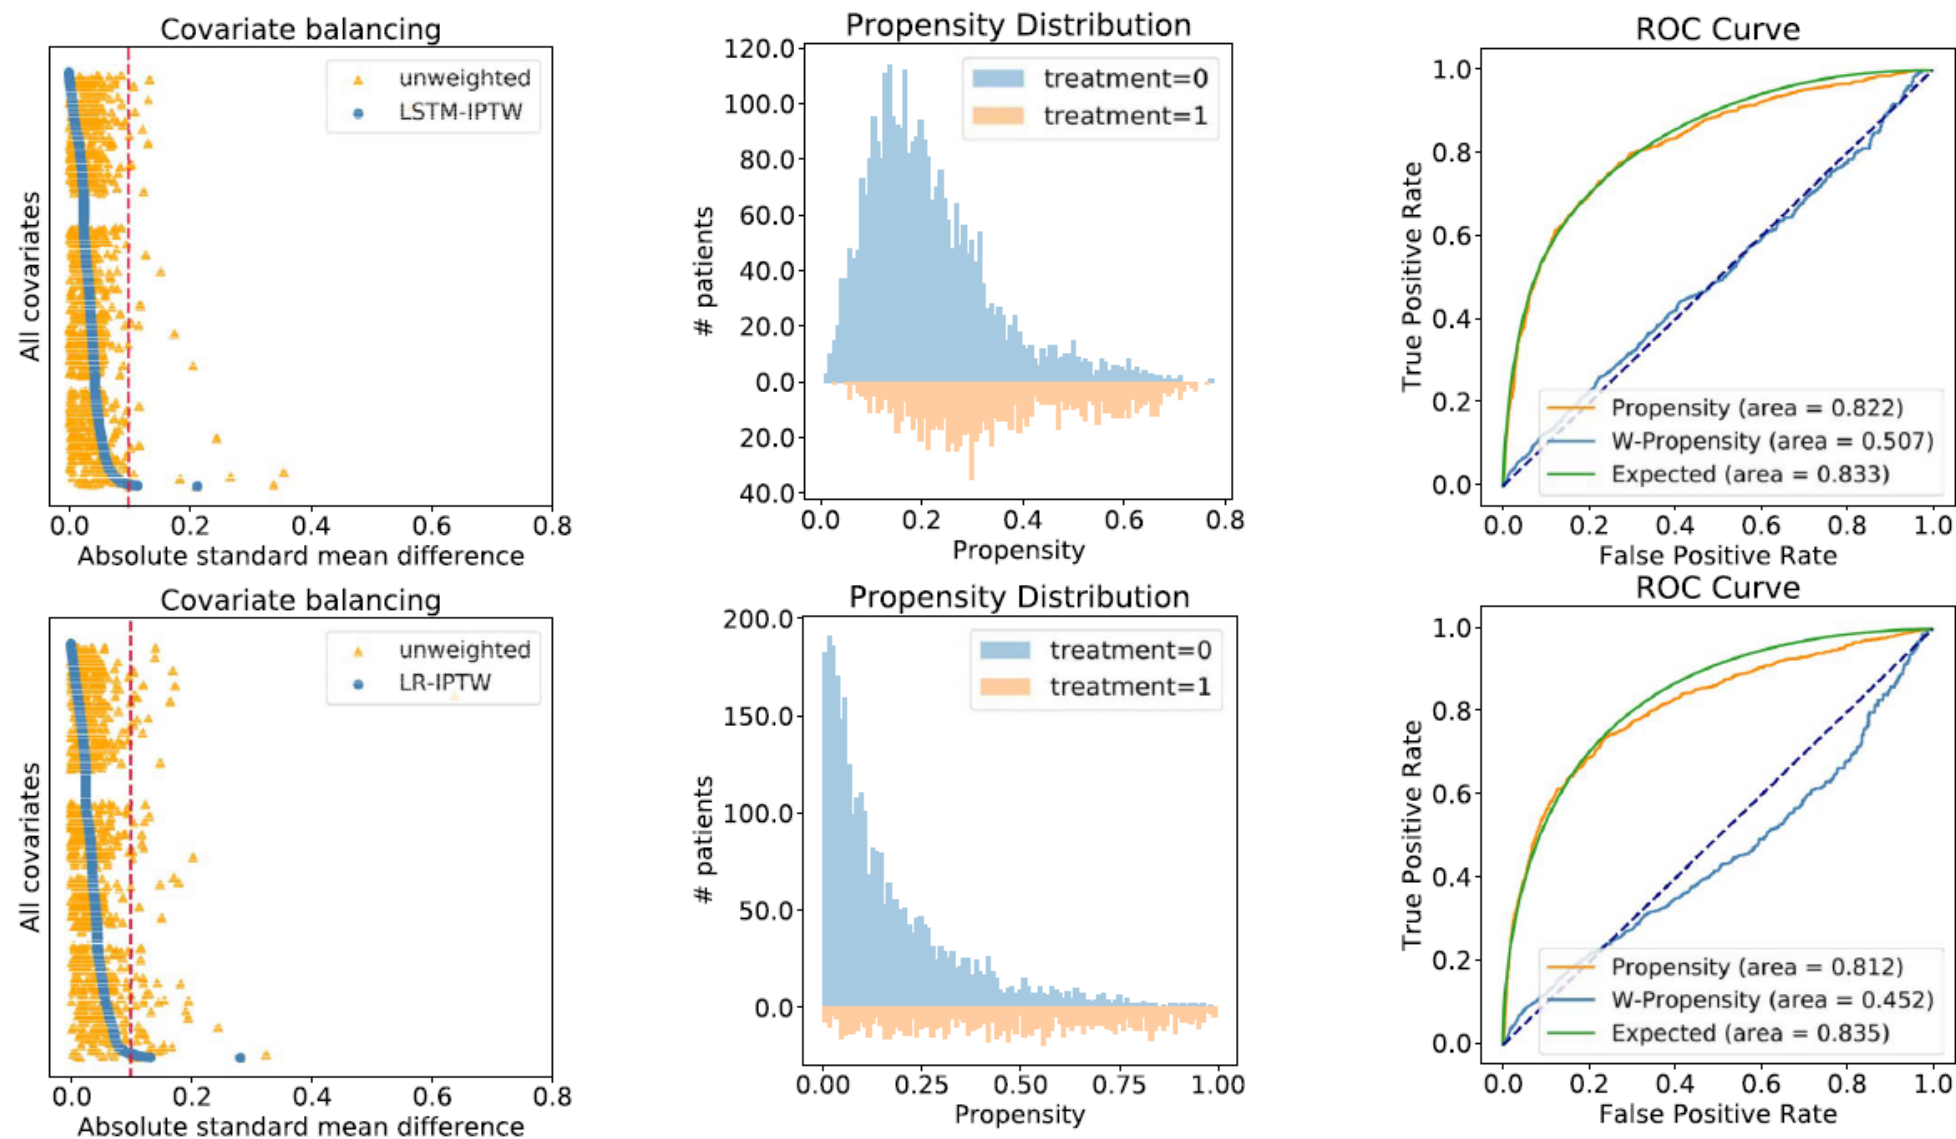 Covariate balancing
unweighted
LSTM-IPTW
All covariates
0.0 0.2 0.4 0.6 0.8
Absolute standard mean difference
Propensity Distribution
120.0
100.0
80.0
60.0
40.0
20.0
0.0
20.0
40.0
# patients
treatment=0
treatment=1
0.0 0.2 0.4 0.6 0.8
Propensity
ROC Curve
1.0
0.8
0.6
0.4
0.2
0.0
True Positive Rate
Propensity (area = 0.822)
W-Propensity (area = 0.507)
Expected (area = 0.833)
0.0 0.2 0.4 0.6 0.8 1.0
False Positive Rate
Covariate balancing
unweighted
LR-IPTW
All covariates
0.0 0.2 0.4 0.6 0.8
Absolute standard mean difference
Propensity Distribution
200.0
150.0
100.0
50.0
0.0
# patients
treatment=0
treatment=1
0.00 0.25 0.50 0.75 1.00
Propensity
ROC Curve
1.0
0.8
0.6
0.4
0.2
0.0
True Positive Rate
Propensity (area = 0.812)
W-Propensity (area = 0.452)
Expected (area = 0.835)
0.0 0.2 0.4 0.6 0.8 1.0
False Positive Rate